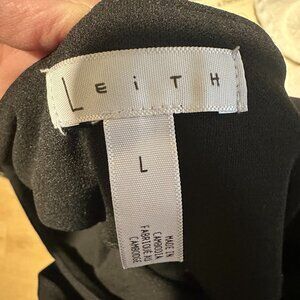 LEiTH
L
MADE IN
CAMBODIA
FABRIQUÉ AU
CAMBODGE